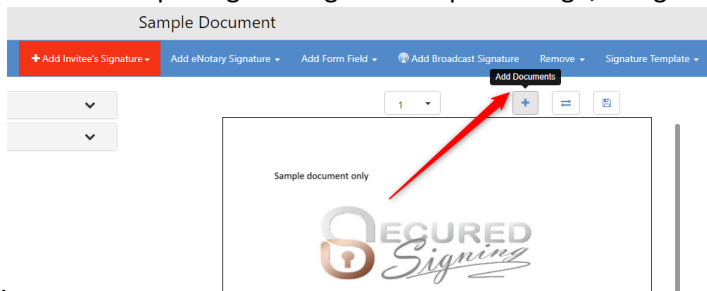 Sample Document
+ Add Invitee's Signature
Add eNotary Signature
Add Form Field
Add Broadcast Signature
Remove
Signature Template
Add Documents
1
Sample document only
SECURED
Signing